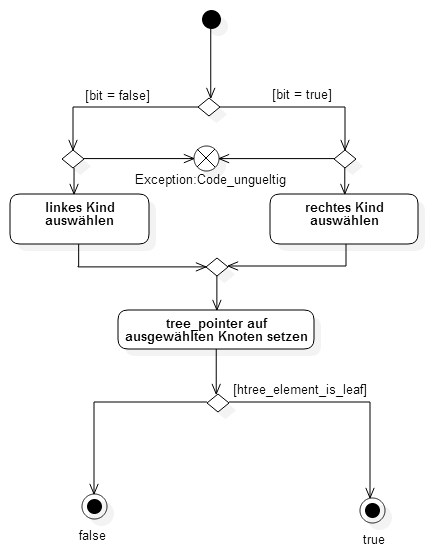 [bit = false]
[bit = true]
Exception:Code_ungueltig
linkes Kind
auswählen
rechtes Kind
auswählen
tree_pointer auf
ausgewählten Knoten setzen
[htree_element_is_leaf]
false
true